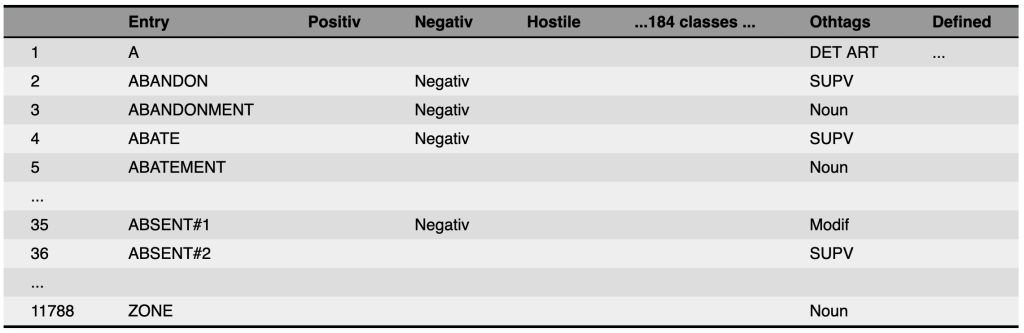 Entry Positiv Negativ Hostile ...184 classes ... Othtags Defined
1 A DET ART ...
2 ABANDON Negativ SUPV
3 ABANDONMENT Negativ Noun
4 ABATE Negativ SUPV
5 ABATEMENT Noun
...
35 ABSENT#1 Negativ Modif
36 ABSENT#2 SUPV
...
11788 ZONE Noun